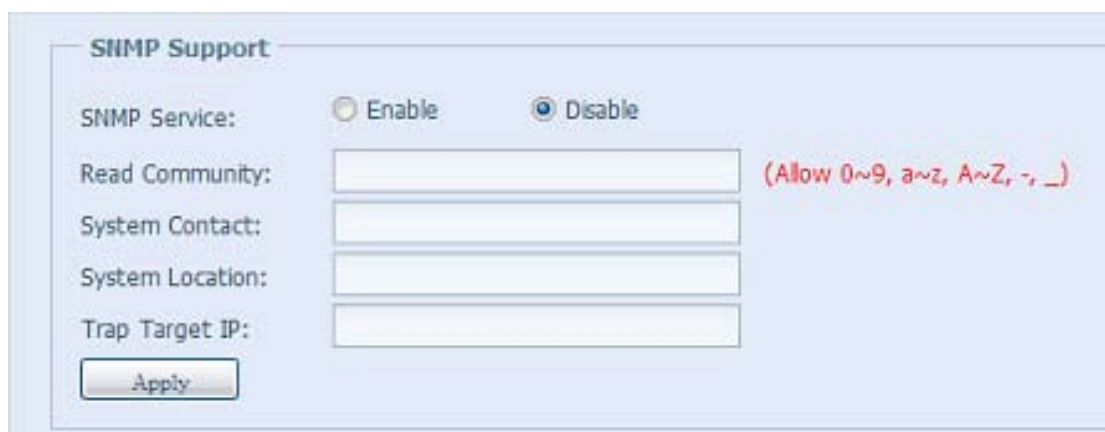 SNMP Support
SNMP Service: Enable Disable
Read Community: (Allow 0~9, a~z, A~Z, -, _)
System Contact:
System Location:
Trap Target IP:
Apply